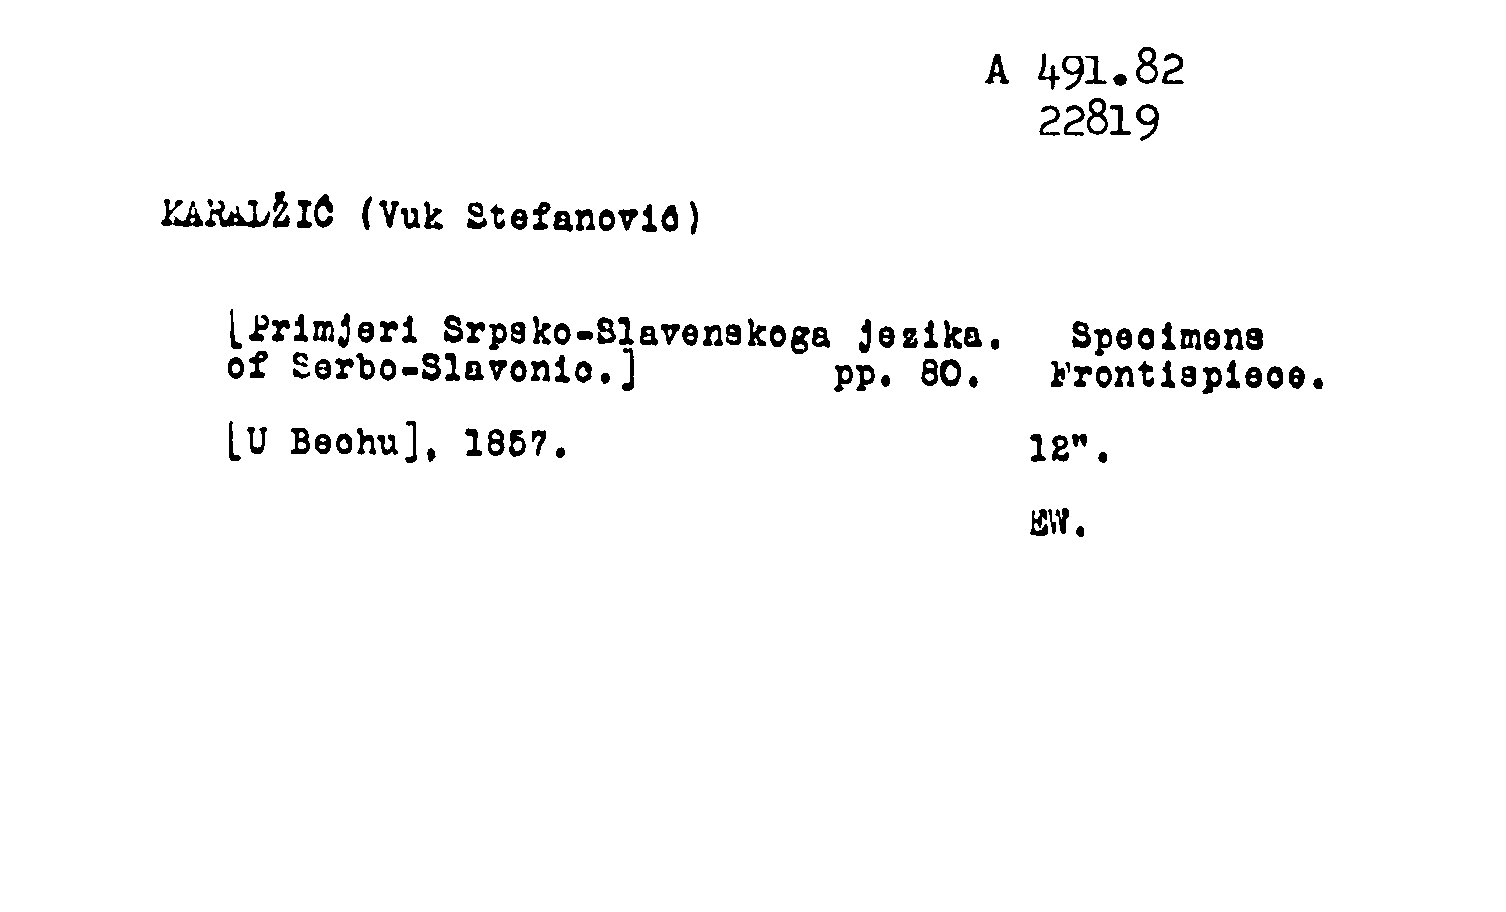 A 491.82
22819
KARALŽIĆ (Vuk Stefanović)
[Primjeri Srpsko-Slavenskoga jezika. Specimens
of Serbo-Slavonic.] pp. 80. Frontispiece.
[U Bechu], 1857. 12".
EW.